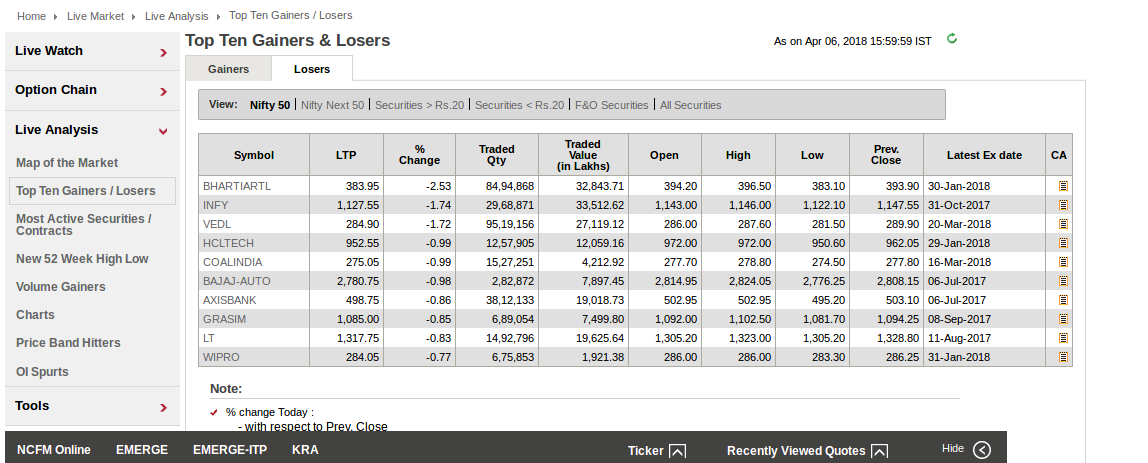 Home Live Market Live Analysis Top Ten Gainers / Losers
Live Watch
Option Chain
Live Analysis
Map of the Market
Top Ten Gainers / Losers
Most Active Securities /
Contracts
New 52 Week High Low
Volume Gainers
Charts
Price Band Hitters
OI Spurts
Tools
Top Ten Gainers & Losers
As on Apr 06, 2018 15:59:59 IST
Gainers Losers
View: Nifty 50 | Nifty Next 50 | Securities > Rs.20 | Securities < Rs.20 | F&O Securities | All Securities
Symbol LTP % Change Traded Qty Traded Value (in Lakhs) Open High Low Prev. Close Latest Ex date CA
BHARTIARTL 383.95 -2.53 84,94,868 32,843.71 394.20 396.50 383.10 393.90 30-Jan-2018
INFY 1,127.55 -1.74 29,68,871 33,512.62 1,143.00 1,146.00 1,122.10 1,147.55 31-Oct-2017
VEDL 284.90 -1.72 95,19,156 27,119.12 286.00 287.60 281.50 289.90 20-Mar-2018
HCLTECH 952.55 -0.99 12,57,905 12,059.16 972.00 972.00 950.60 962.05 29-Jan-2018
COALINDIA 275.05 -0.99 15,27,251 4,212.92 277.70 278.80 274.50 277.80 16-Mar-2018
BAJAJ-AUTO 2,780.75 -0.98 2,82,872 7,897.45 2,814.95 2,824.05 2,776.25 2,808.15 06-Jul-2017
AXISBANK 498.75 -0.86 38,12,133 19,018.73 502.95 502.95 495.20 503.10 06-Jul-2017
GRASIM 1,085.00 -0.85 6,89,054 7,499.80 1,092.00 1,102.50 1,081.70 1,094.25 08-Sep-2017
LT 1,317.75 -0.83 14,92,796 19,625.64 1,305.20 1,323.00 1,305.20 1,328.80 11-Aug-2017
WIPRO 284.05 -0.77 6,75,853 1,921.38 286.00 286.00 283.30 286.25 31-Jan-2018
Note:
% change Today :
- with respect to Prev. Close
NCFM Online EMERGE EMERGE-ITP KRA Ticker Recently Viewed Quotes Hide